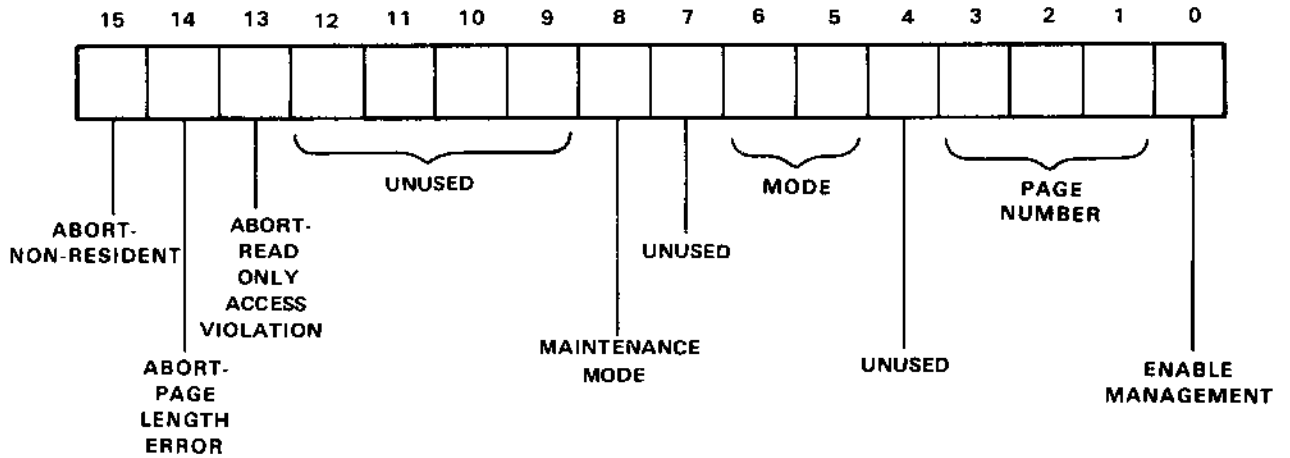 15 14 13 12 11 10 9 8 7 6 5 4 3 2 1 0
ABORT-
NON-RESIDENT
ABORT-
PAGE
LENGTH
ERROR
ABORT-
READ
ONLY
ACCESS
VIOLATION
UNUSED
MAINTENANCE
MODE
UNUSED
MODE
UNUSED
PAGE
NUMBER
ENABLE
MANAGEMENT